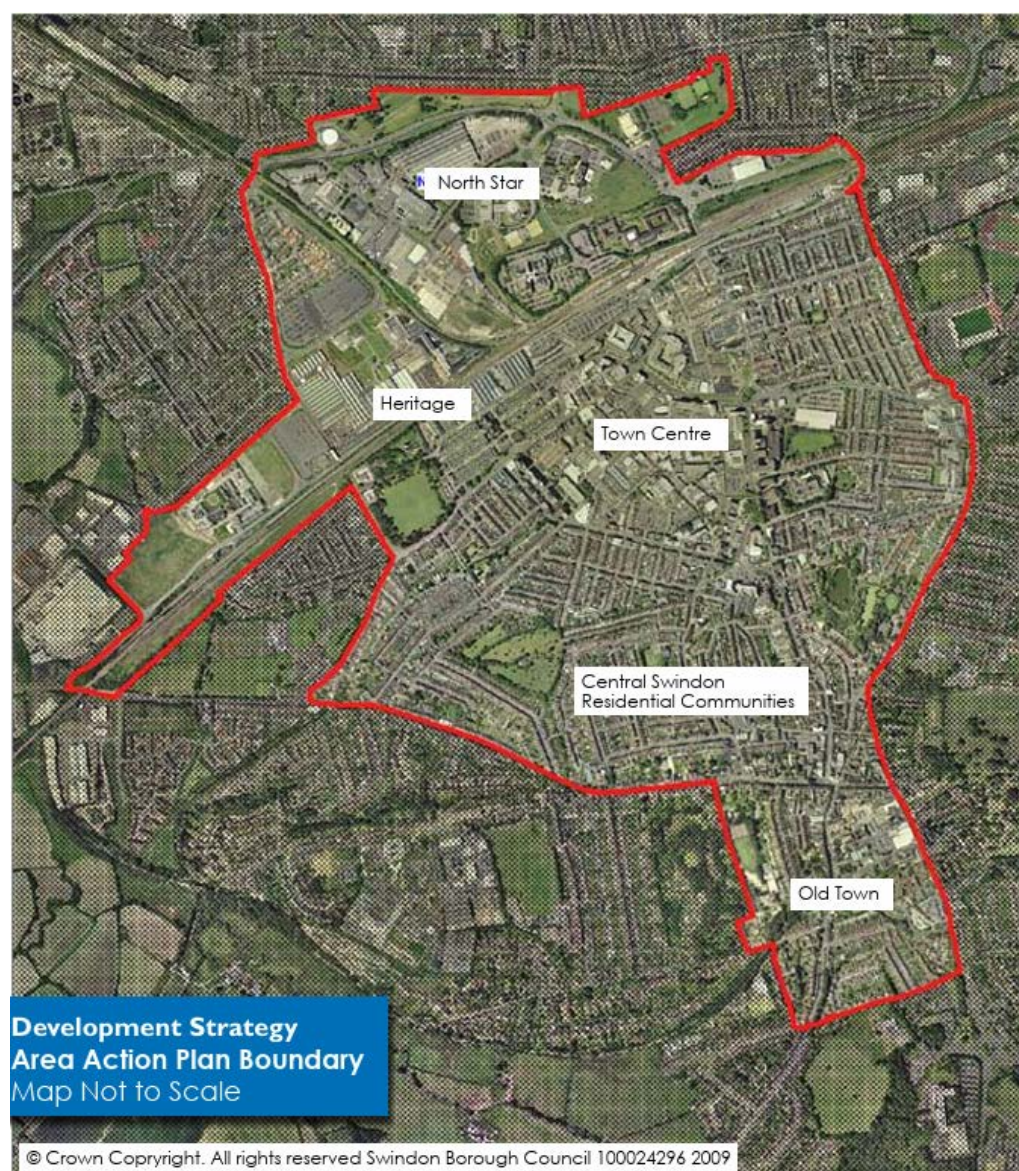 N North Star
Heritage
Town Centre
Central Swindon
Residential Communities
Old Town
Development Strategy
Area Action Plan Boundary
Map Not to Scale
© Crown Copryright. All rights reserved Swindon Borough Council 100024296 2009